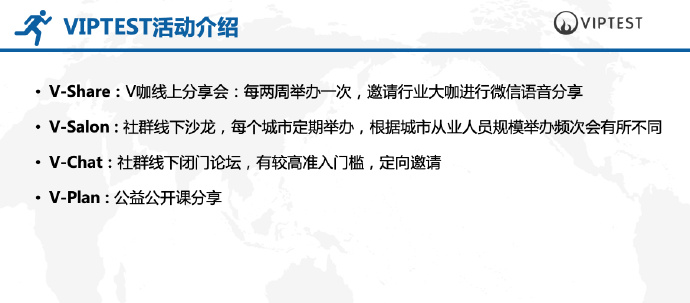 VIPTEST活动介绍
VIPTEST
• V-Share：V咖线上分享会：每两周举办一次，邀请行业大咖进行微信语音分享
• V-Salon：社群线下沙龙，每个城市定期举办，根据城市从业人员规模举办频次会有所不同
• V-Chat：社群线下闭门论坛，有较高准入门槛，定向邀请
• V-Plan：公益公开课分享